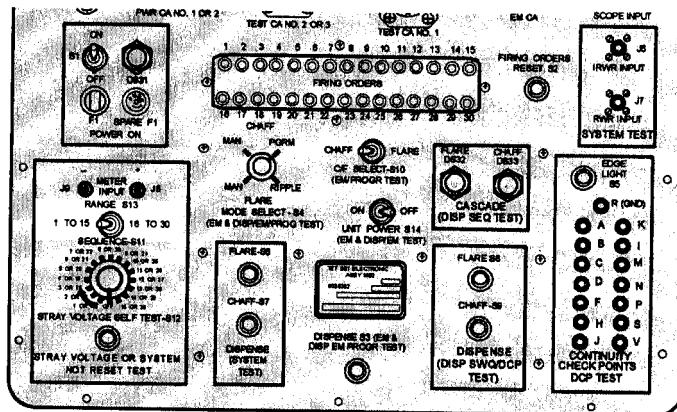 PWR CA NO. 1 OR 2
TEST CA NO. 2 OR 3
TEST CA NO. 1
EM CA
SCOPE INPUT
ON
S1
OFF
DS31
F1
SPARE F1
POWER ON
1 2 3 4 5 6 7 8 9 10 11 12 13 14 15
FIRING ORDERS
16 17 18 19 20 21 22 23 24 25 26 27 28 29 30
FIRING ORDERS
RESET S2
J6
IRWR INPUT
J7
RWR INPUT
SYSTEM TEST
CHAFF
MAN
PGRM
MAN
RIPPLE
FLARE
MODE SELECT - S4
(EM & DISP/EM/PROG TEST)
CHAFF
FLARE
C/F SELECT-S10
(EM/PROGR TEST)
ON
OFF
UNIT POWER S14
(EM & DISP/EM TEST)
FLARE
DS32
CHAFF
DS33
CASCADE
(DISP SEQ TEST)
EDGE
LIGHT
S5
R (GND)
A K
B
C M
D N
F P
H S
J V
CONTINUITY
CHECK POINTS
DCP TEST
J9
METER
INPUT
RANGE S13
1 TO 15
16 TO 30
SEQUENCE-S11
STRAY VOLTAGE SELF TEST-S12
STRAY VOLTAGE OR SYSTEM
NOT RESET TEST
CHAFF-S7
DISPENSE
(SYSTEM
TEST)
TEST SET ELECTRONIC
DISPENSE S3 (EM &
DISP EM PROGR TEST)
FLARE S8
CHAFF-S9
DISPENSE
(DISP SWQ/DCP
TEST)